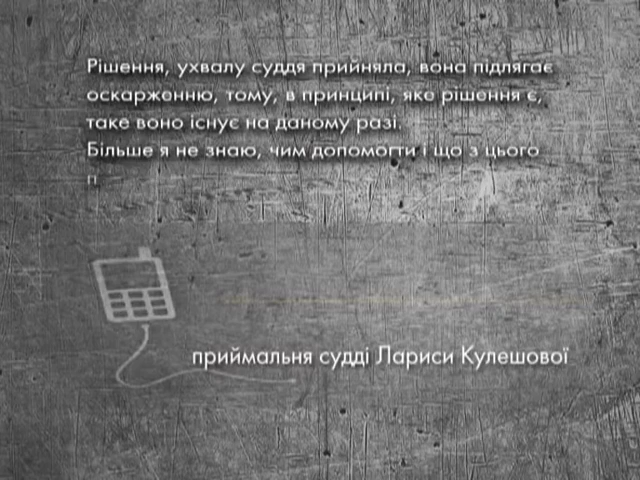 Рішення, ухвалу суддя прийняла, вона підлягає
оскарженню, тому, в принципі, яке рішення є,
таке воно існує на даному разі.
Більше я не знаю, чим допомогти і що з цього
п
приймальня судді Лариси Кулешової